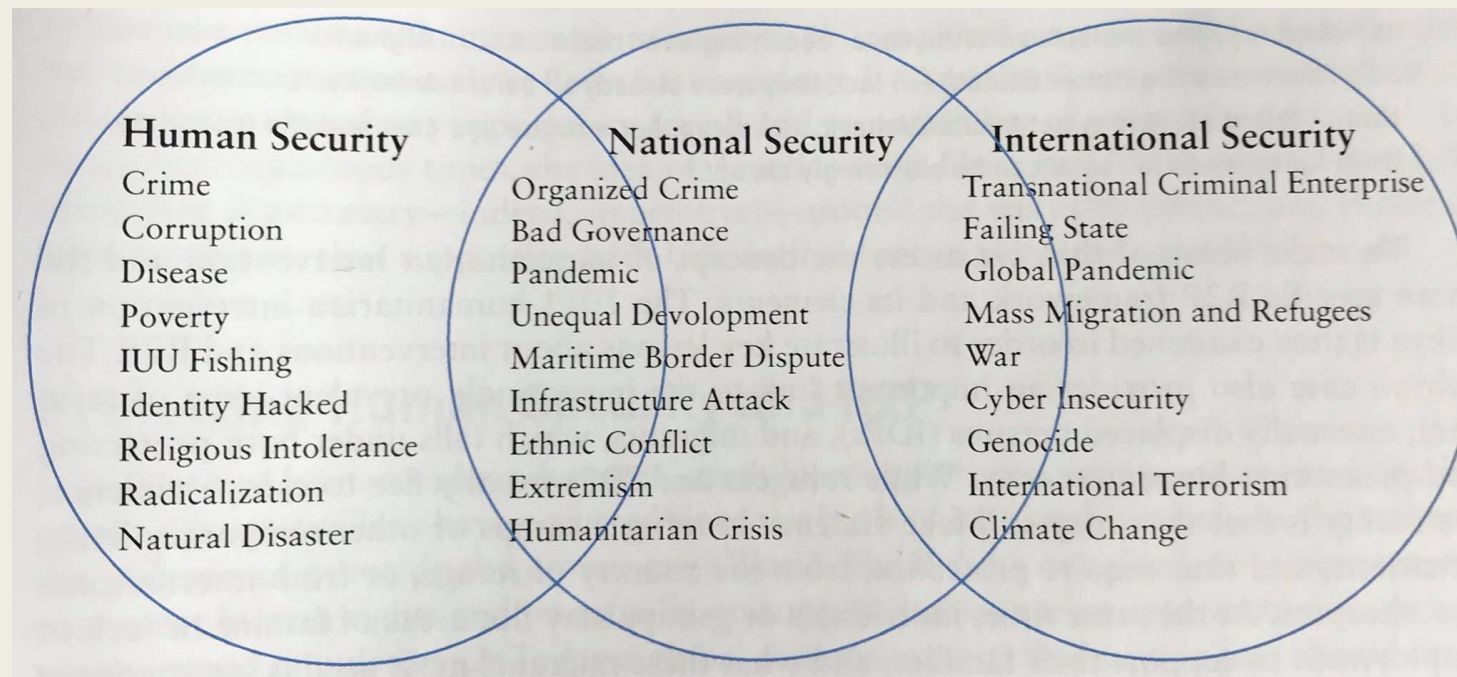 Human Security
Crime
Corruption
Disease
Poverty
IUU Fishing
Identity Hacked
Religious Intolerance
Radicalization
Natural Disaster
National Security
Organized Crime
Bad Governance
Pandemic
Unequal Devolopment
Maritime Border Dispute
Infrastructure Attack
Ethnic Conflict
Extremism
Humanitarian Crisis
International Security
Transnational Criminal Enterprise
Failing State
Global Pandemic
Mass Migration and Refugees
War
Cyber Insecurity
Genocide
International Terrorism
Climate Change